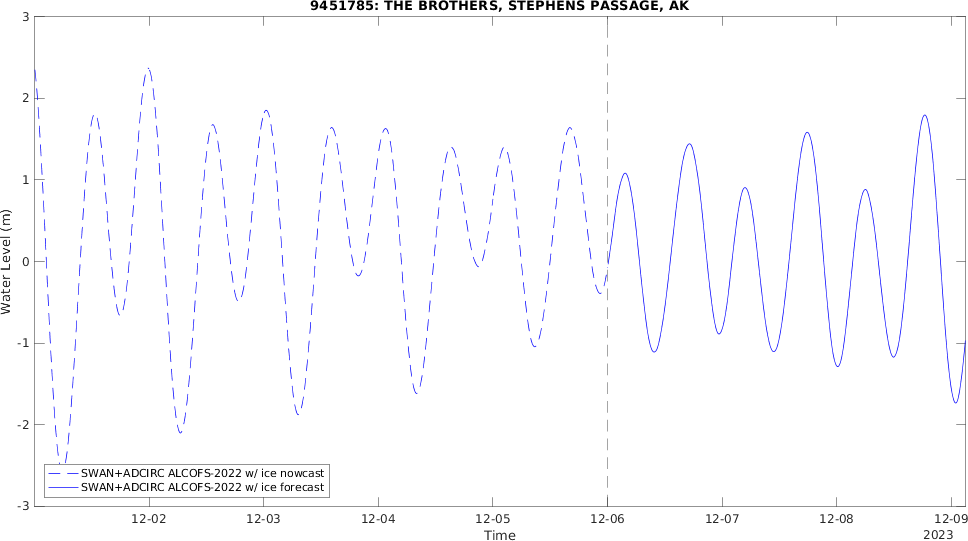 9451785: THE BROTHERS, STEPHENS PASSAGE, AK
3
2
1
0
-1
-2
-3
Water Level (m)
SWAN+ADCIRC ALCOFS-2022 w/ ice nowcast
SWAN+ADCIRC ALCOFS-2022 w/ ice forecast
12-02 12-03 12-04 12-05 12-06 12-07 12-08 12-09
Time 2023